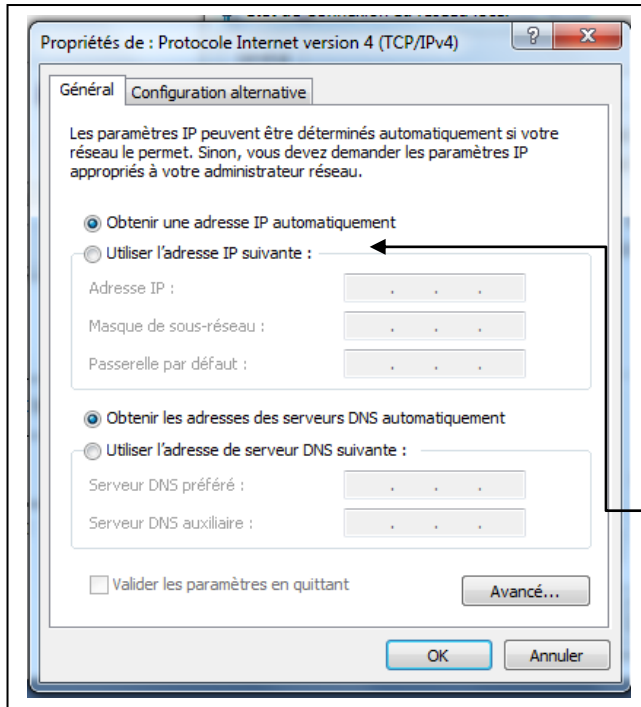 Propriétés de : Protocole Internet version 4 (TCP/IPv4)
Général
Configuration alternative
Les paramètres IP peuvent être déterminés automatiquement si votre
réseau le permet. Sinon, vous devez demander les paramètres IP
appropriés à votre administrateur réseau.
Obtenir une adresse IP automatiquement
Utiliser l'adresse IP suivante :
Adresse IP :
Masque de sous-réseau :
Passerelle par défaut :
Obtenir les adresses des serveurs DNS automatiquement
Utiliser l'adresse de serveur DNS suivante :
Serveur DNS préféré :
Serveur DNS auxiliaire :
Valider les paramètres en quittant
Avancé...
OK
Annuler